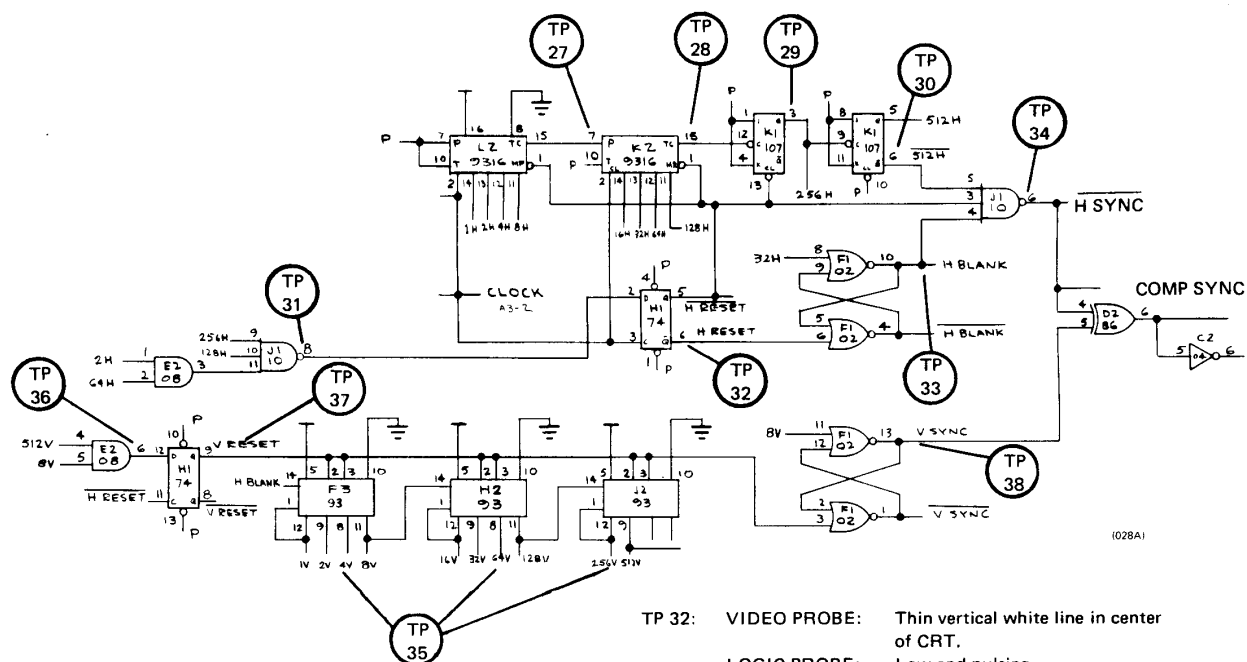 TP 27
TP 28
TP 29
TP 30
TP 34
P
16
8
7 P L2 TC 15
10 T 9316 MR 1
2 14 13 12 11
1H 2H 4H 8H
7 K2 TC 15
P 10 T 9316 MR 1
2 14 13 12 11
16H 32H 64H 128H
P
1 J Q 3
12 C K1
4 K 107
13
256H
P
8 5 512H
9 K1
11 107 6 512H
P 10
5
3 J1 6 H SYNC
4 10
CLOCK
A3-2
P
4
2 D Q 5 H RESET
H1
74 H RESET
3 C Q 6
1 P
TP 32
32H 8 F1 10 H BLANK
9 02
5 F1 4 H BLANK
6 02
TP 33
COMP SYNC
4 D2 6
5 86
C2
5 04 6
TP 31
256H 9
128H 10 J1 8
11 10
2H 1 E2 3
64H 2 08
TP 36
TP 37
512V 4 E2 6
8V 5 08
P
10
12 D Q 9 V RESET
H1
74
H RESET 11 C Q 8
V RESET
13
P
H BLANK 14
5 2 3 10
1 F3
93
12 9 8 11
1V 2V 4V 8V
14 5 2 3 10
1 H2
93
12 9 8 11
16V 32V 64V 128V
14 5 2 3 10
1 J2
93
12 9
256V 512V
TP 35
8V 11 F1 13 V SYNC
12 02
2 F1 1 V SYNC
3 02
TP 38
(028A)
TP 32: VIDEO PROBE: Thin vertical white line in center
of CRT.